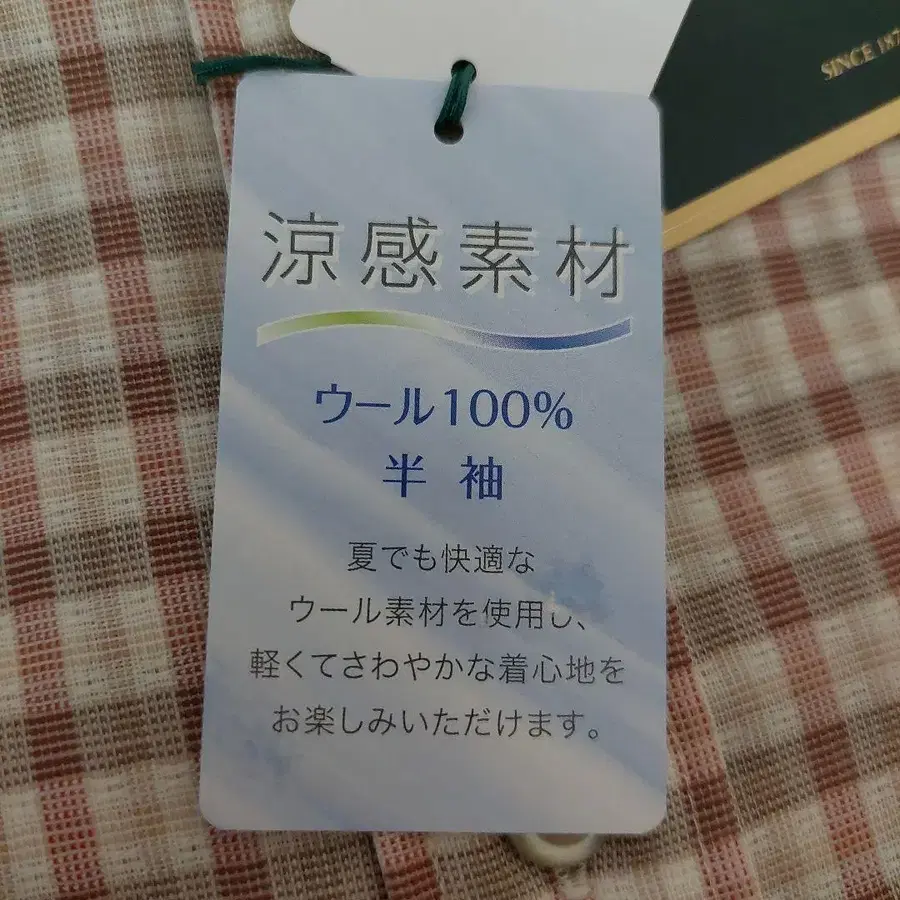 SINCE 187
涼感素材
ウール100%
半袖
夏でも快適な
ウール素材を使用し、
軽くてさわやかな着心地を
お楽しみいただけます。